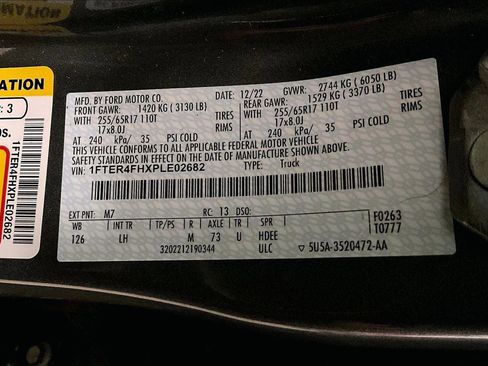 MATION
NOITAM
ATION
: 3
OS.
1FTER4FHXPLE02682
MFD. BY FORD MOTOR CO.
DATE: 12/22 GVWR: 2744 KG ( 6050 LB)
FRONT GAWR: 1420 KG ( 3130 LB) REAR GAWR: 1529 KG ( 3370 LB)
WITH 255/65R17 110T TIRES WITH 255/65R17 110T TIRES
17x8.0J RIMS 17x8.0J RIMS
AT 240 kPa/ 35 PSI COLD AT 240 kPa/ 35 PSI COLD
THIS VEHICLE CONFORMS TO ALL APPLICABLE FEDERAL MOTOR VEHICLE
SAFETY STANDARDS IN EFFECT ON THE DATE OF MANUFACTURE SHOWN ABOVE.
VIN: 1FTER4FHXPLE02682 TYPE: Truck
EXT PNT: M7 RC: 13 DSO:
WB INT TR TP/PS R AXLE TR SPR F0263
126 LH M 73 U HDEE T0777
3202212190344 ULC ▽ 5U5A-3520472-AA